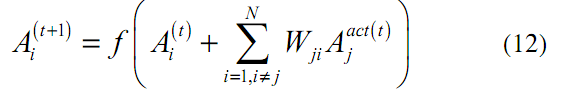 A_i^{(t+1)} = f\left( A_i^{(t)} + \sum_{i=1, i \neq j}^{N} W_{ji} A_j^{act(t)} \right) (12)